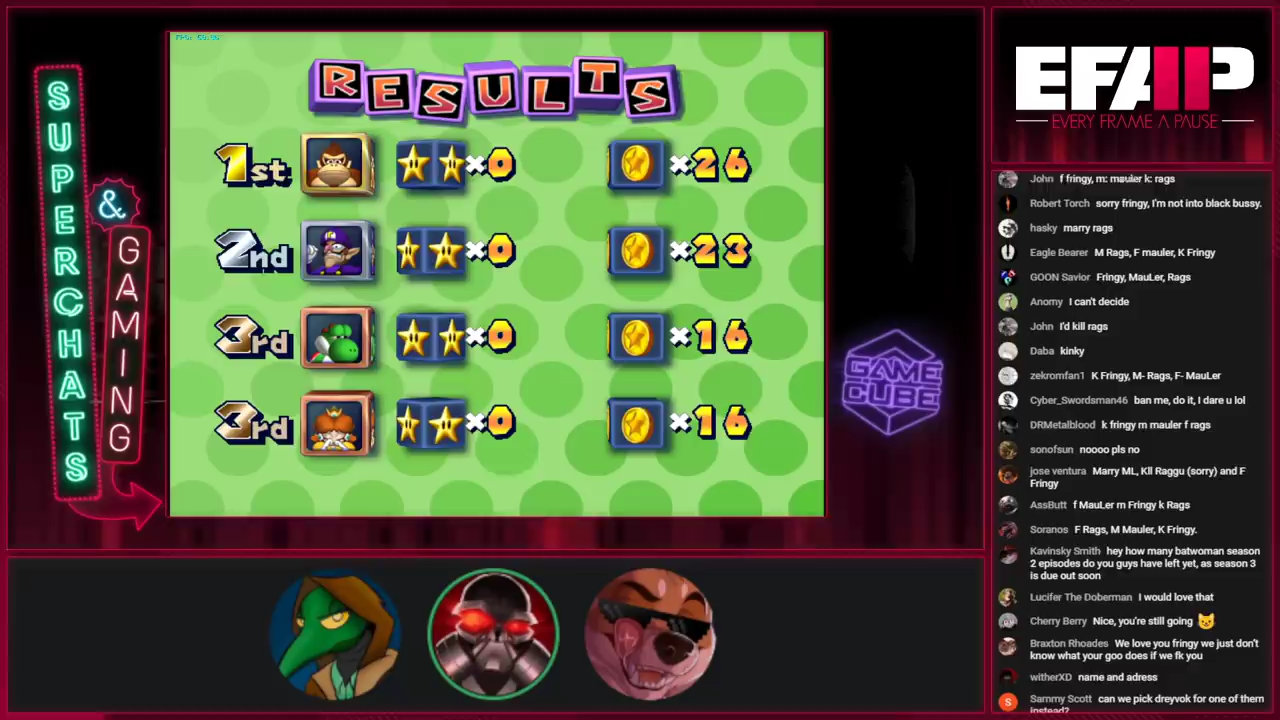 FPS: 59.90
RESULTS
1st ×0 ×26
2nd ×0 ×23
3rd ×0 ×16
3rd ×0 ×16
SUPERCHATS
&
GAMING
GAME
CUBE
EFAP
EVERY FRAME A PAUSE
John f fringy, m: mauler k: rags
Robert Torch sorry fringy, I'm not into black bussy.
hasky marry rags
Eagle Bearer M Rags, F mauler, K Fringy
GOON Savior Fringy, MauLer, Rags
Anomy I can't decide
John I'd kill rags
Daba kinky
zekromfan1 K Fringy, M- Rags, F- MauLer
Cyber_Swordsman46 ban me, do it, I dare u lol
DRMetalblood k fringy m mauler f rags
sonofsun noooo pls no
jose ventura Marry ML, Kll Raggu (sorry) and F
Fringy
AssButt f MauLer m Fringy k Rags
Soranos F Rags, M Mauler, K Fringy.
Kavinsky Smith hey how many batwoman season
2 episodes do you guys have left yet, as season 3
is due out soon
Lucifer The Doberman I would love that
Cherry Berry Nice, you're still going 😺
Braxton Rhoades We love you fringy we just don't
know what your goo does if we fk you
witherXD name and adress
S
Sammy Scott can we pick dreyvok for one of them
instead?